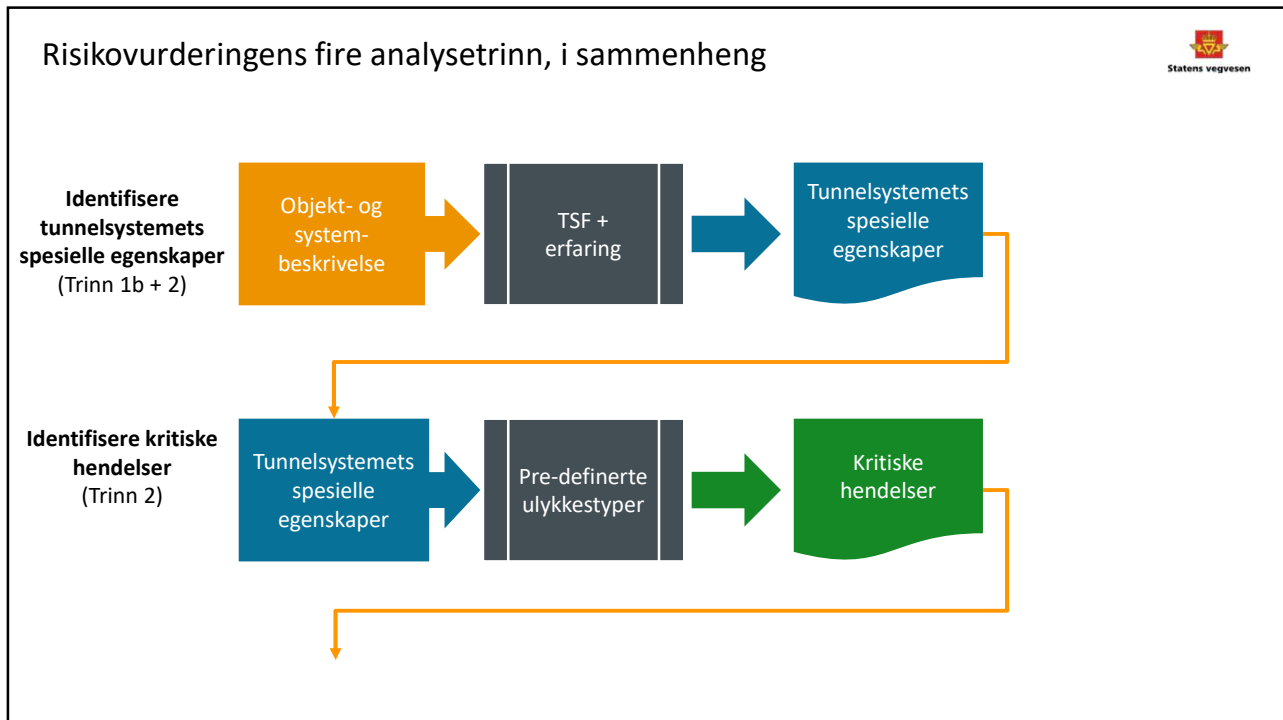 Risikovurderingens fire analysetrinn, i sammenheng
Statens vegvesen
Identifisere
tunnelsystemets
spesielle egenskaper
(Trinn 1b + 2)
Objekt- og
system-
beskrivelse
TSF +
erfaring
Tunnelsystemets
spesielle
egenskaper
Identifisere kritiske
hendelser
(Trinn 2)
Tunnelsystemets
spesielle
egenskaper
Pre-definerte
ulykkestyper
Kritiske
hendelser